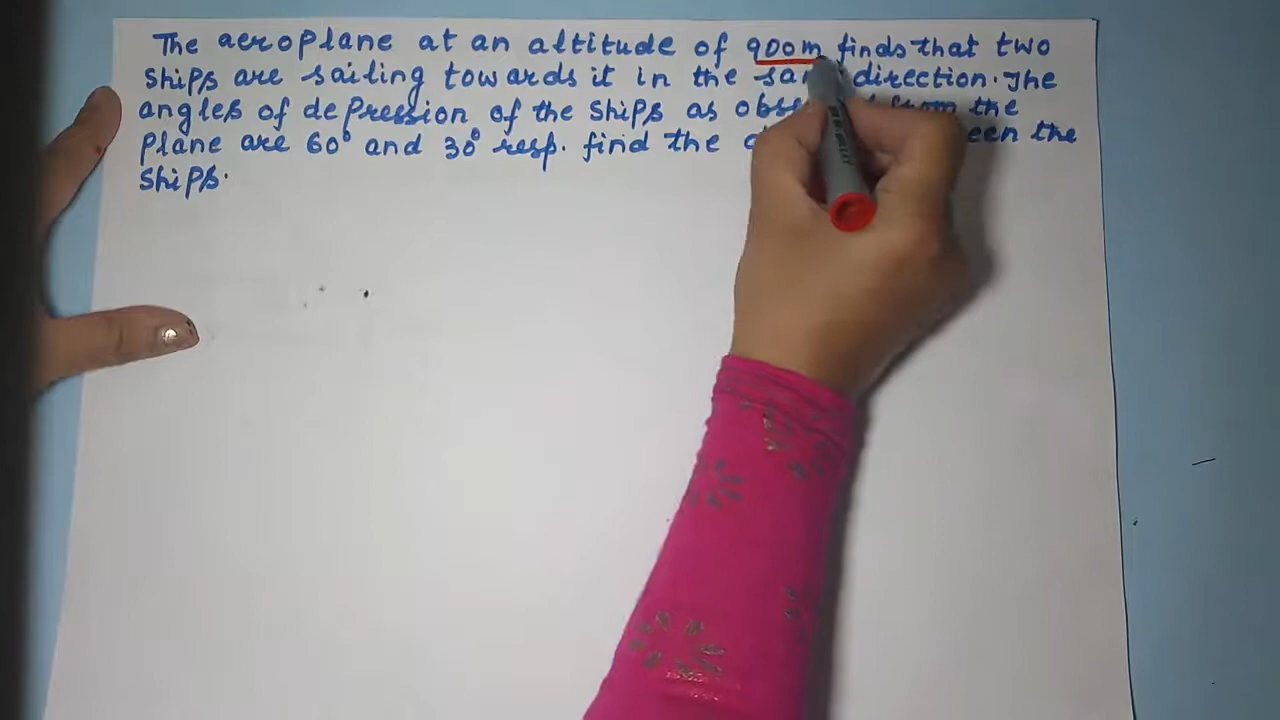 The aeroplane at an altitude of 900m finds that two
ships are sailing towards it in the direction. The
angles of depression of the ships as from the
plane are 60° and 30° resp. find the the
ships.